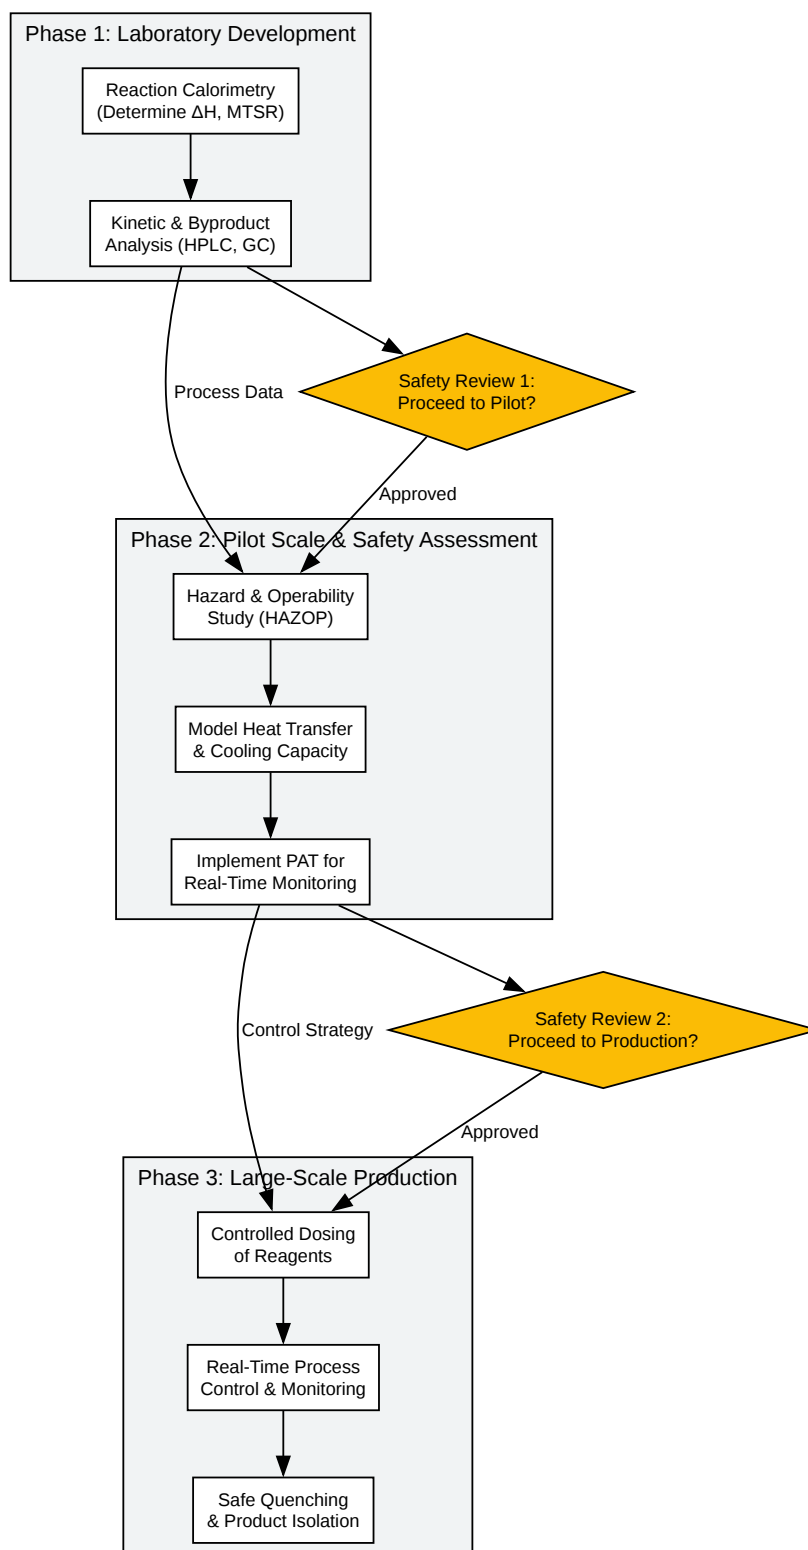 Phase 1: Laboratory Development
Reaction Calorimetry
(Determine ΔH, MTSR)
Kinetic & Byproduct
Analysis (HPLC, GC)
Safety Review 1:
Proceed to Pilot?
Process Data
Approved
Phase 2: Pilot Scale & Safety Assessment
Hazard & Operability
Study (HAZOP)
Model Heat Transfer
& Cooling Capacity
Implement PAT for
Real-Time Monitoring
Safety Review 2:
Proceed to Production?
Control Strategy
Approved
Phase 3: Large-Scale Production
Controlled Dosing
of Reagents
Real-Time Process
Control & Monitoring
Safe Quenching
& Product Isolation